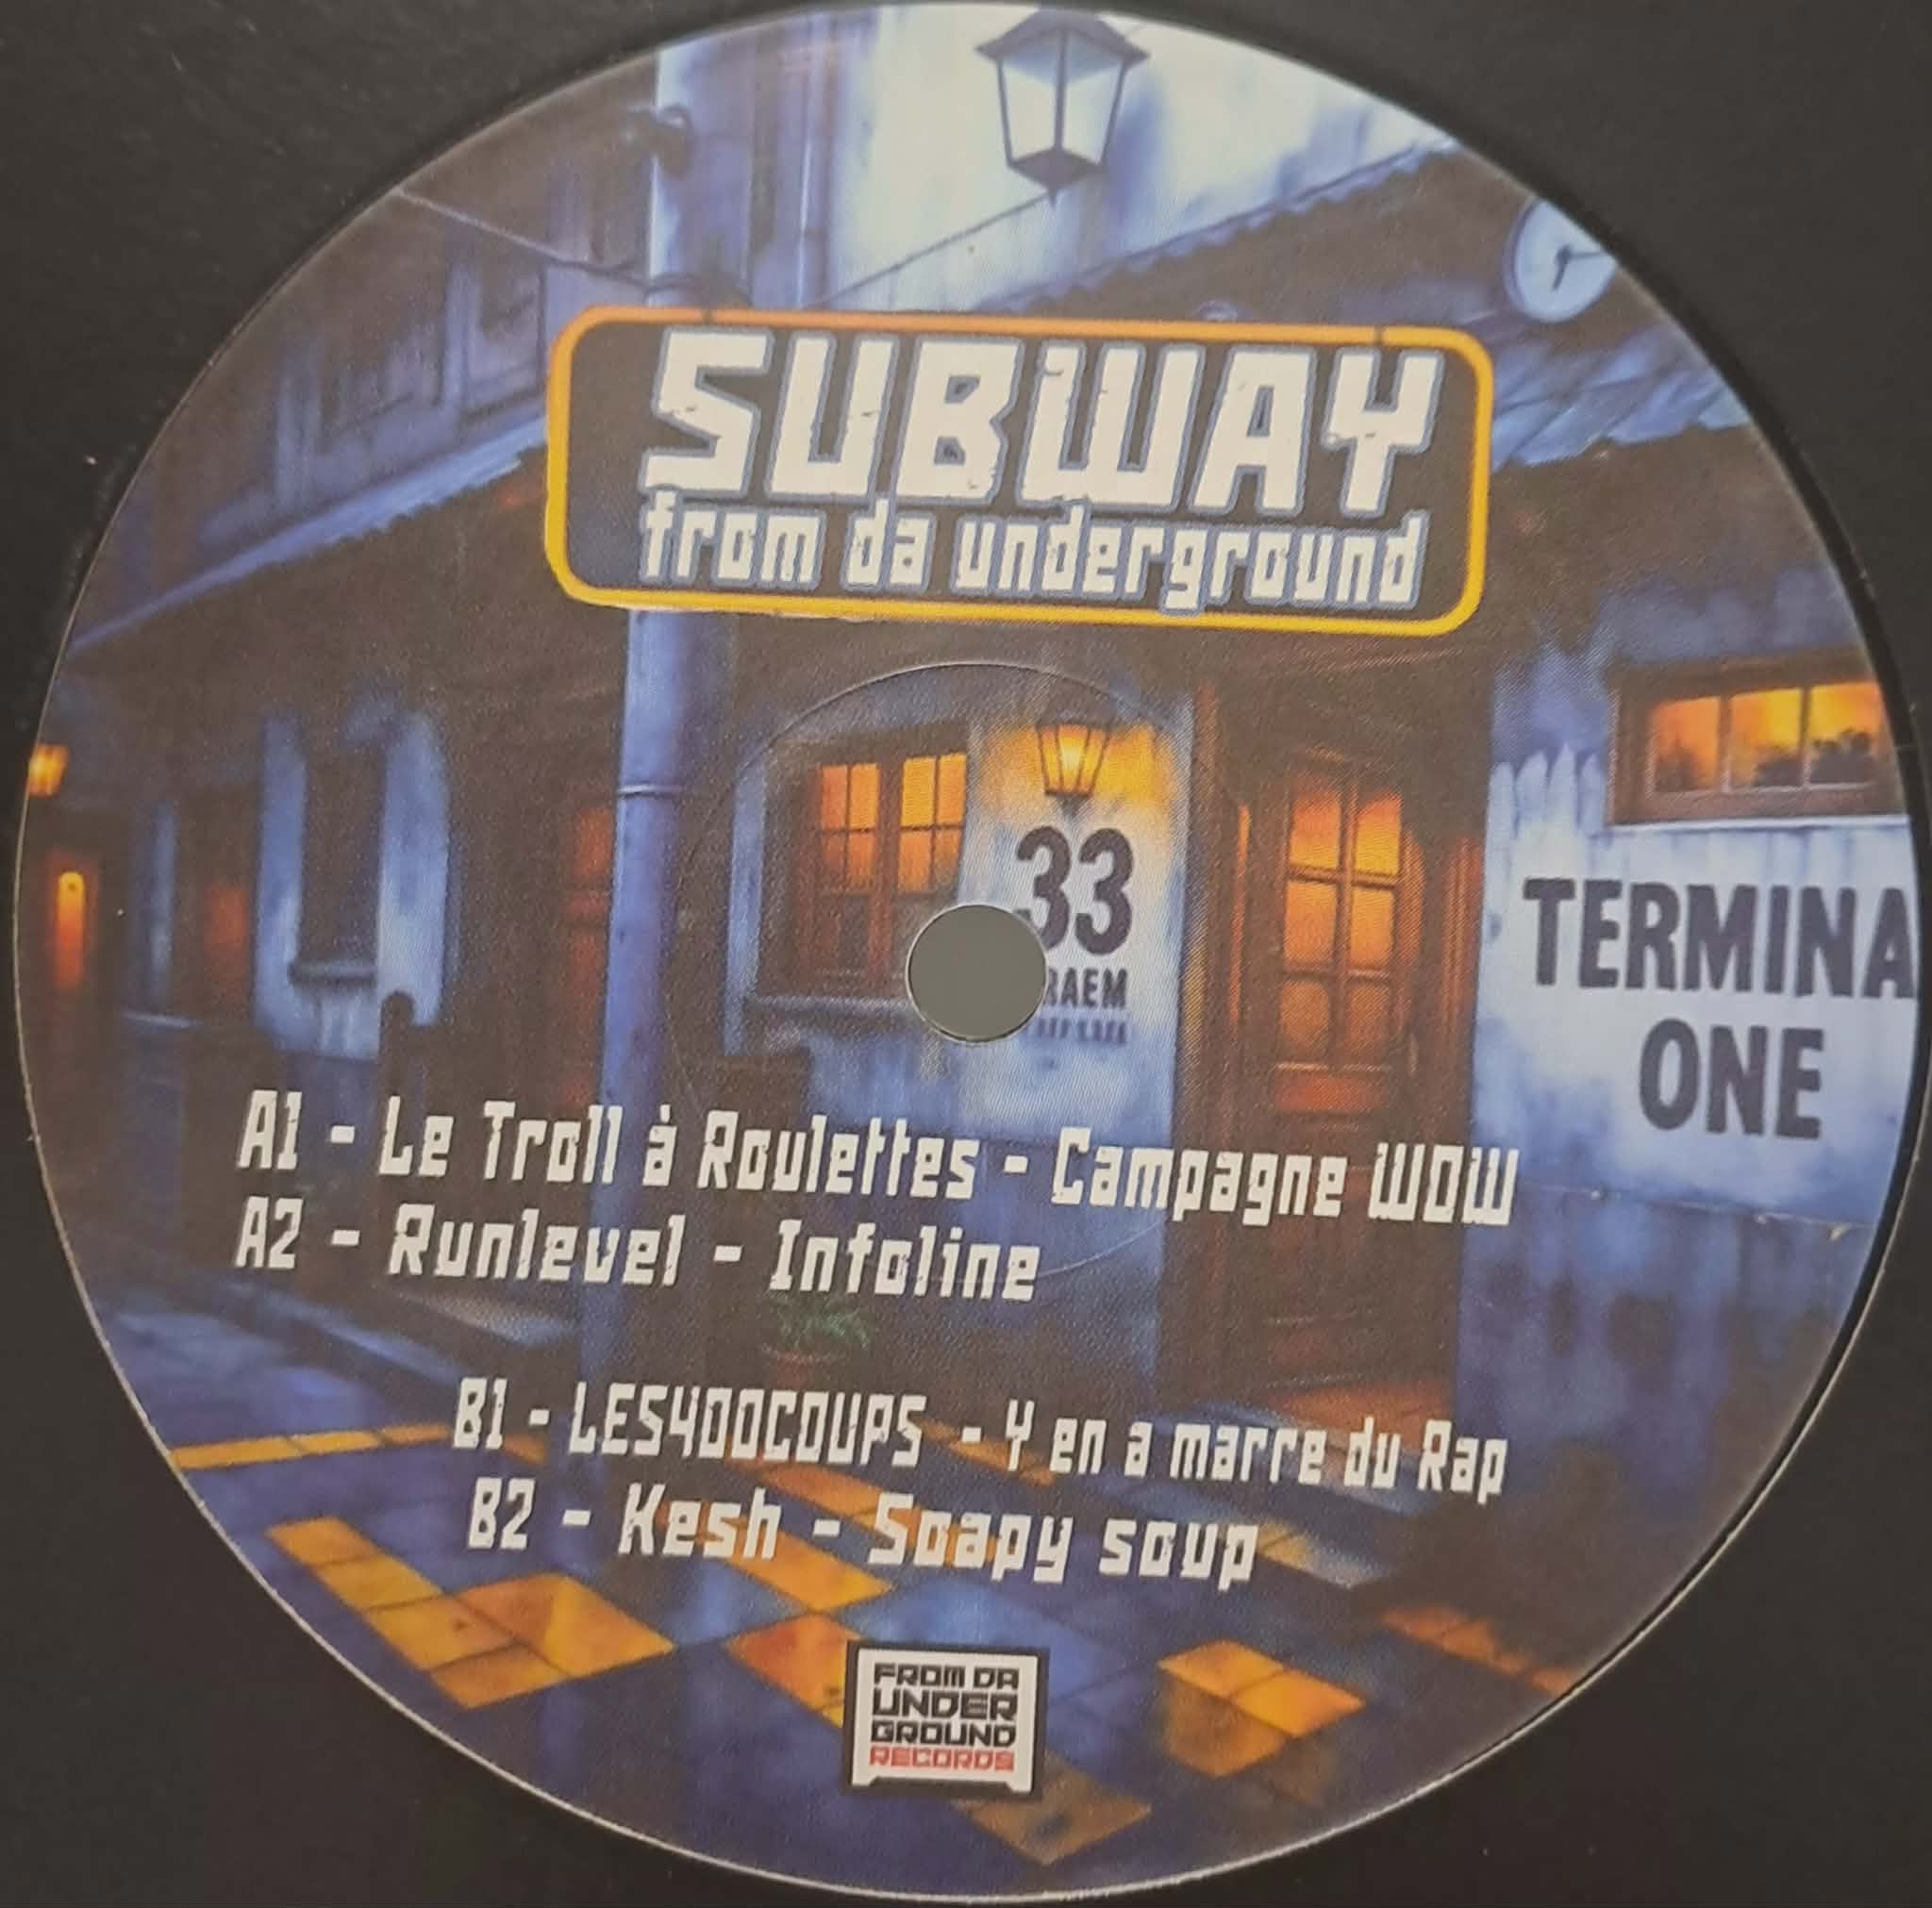 SUBWAY
from da underground
33
RAEM
TERMINA
ONE
A1 - Le Troll à Roulettes - Campagne WOW
A2 - Runlevel - Infoline
B1 - LES400COUPS - Y en a marre du Rap
B2 - Kesh - Soapy soup
FROM DA
UNDER
GROUND
RECORDS